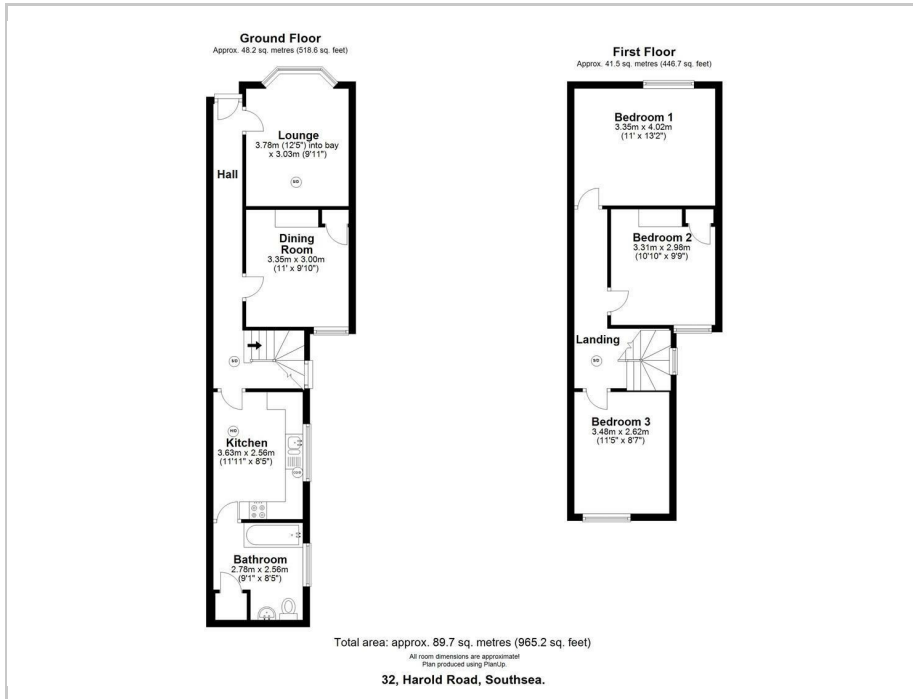 Ground Floor
Approx. 48.2 sq. metres (518.6 sq. feet)
Lounge
3.78m (12'5") into bay
x 3.03m (9'11")
Hall
Dining
Room
3.35m x 3.00m
(11' x 9'10")
Kitchen
3.63m x 2.56m
(11'11" x 8'5")
Bathroom
2.78m x 2.56m
(9'1" x 8'5")
First Floor
Approx. 41.5 sq. metres (446.7 sq. feet)
Bedroom 1
3.35m x 4.02m
(11' x 13'2")
Bedroom 2
3.31m x 2.98m
(10'10" x 9'9")
Landing
Bedroom 3
3.48m x 2.62m
(11'5" x 8'7")
Total area: approx. 89.7 sq. metres (965.2 sq. feet)
All room dimensions are approximate!
Plan produced using PlanUp.
32, Harold Road, Southsea.